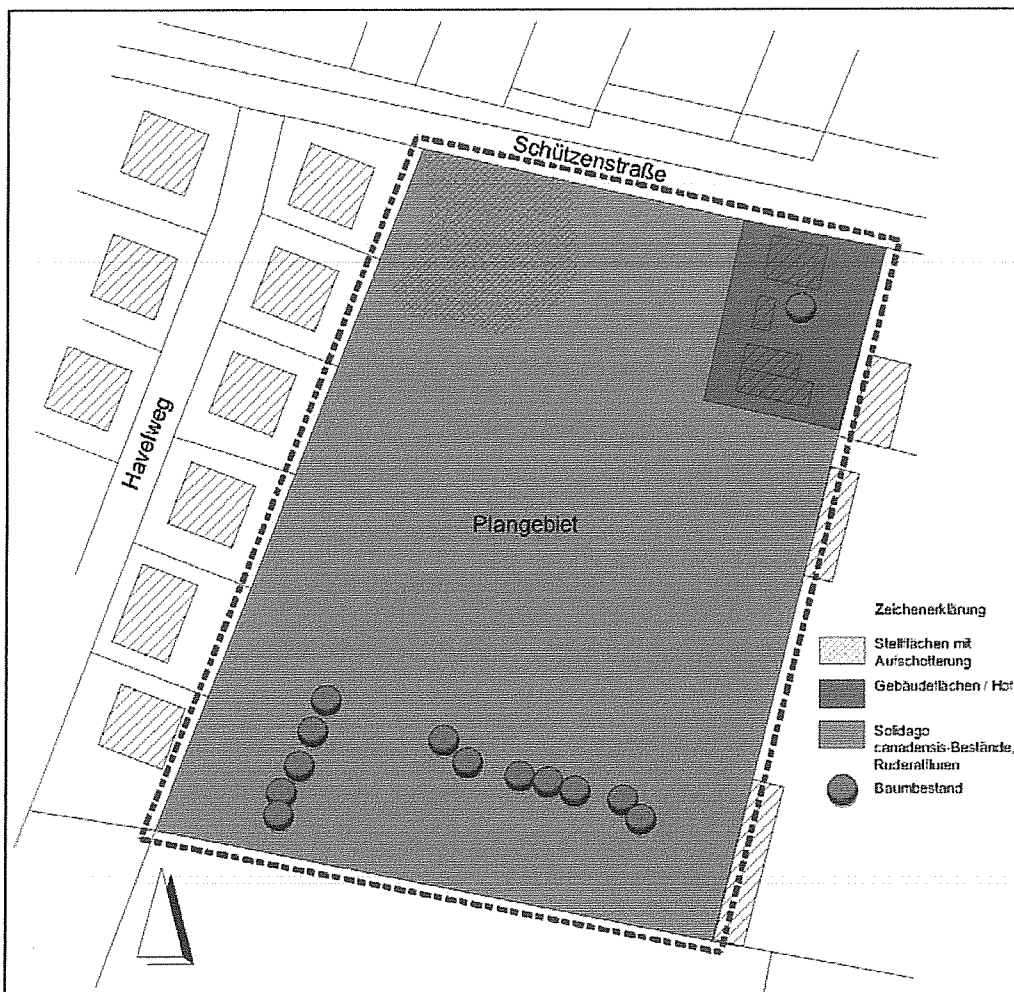 Schützenstraße
Havelweg
Plangebiet
Zeichenerklärung
Stellflächen mit
Aufschotterung
Gebäudeflächen / Hof
Solidago
canadensis-Bestände,
Ruderalfluren
Baumbestand